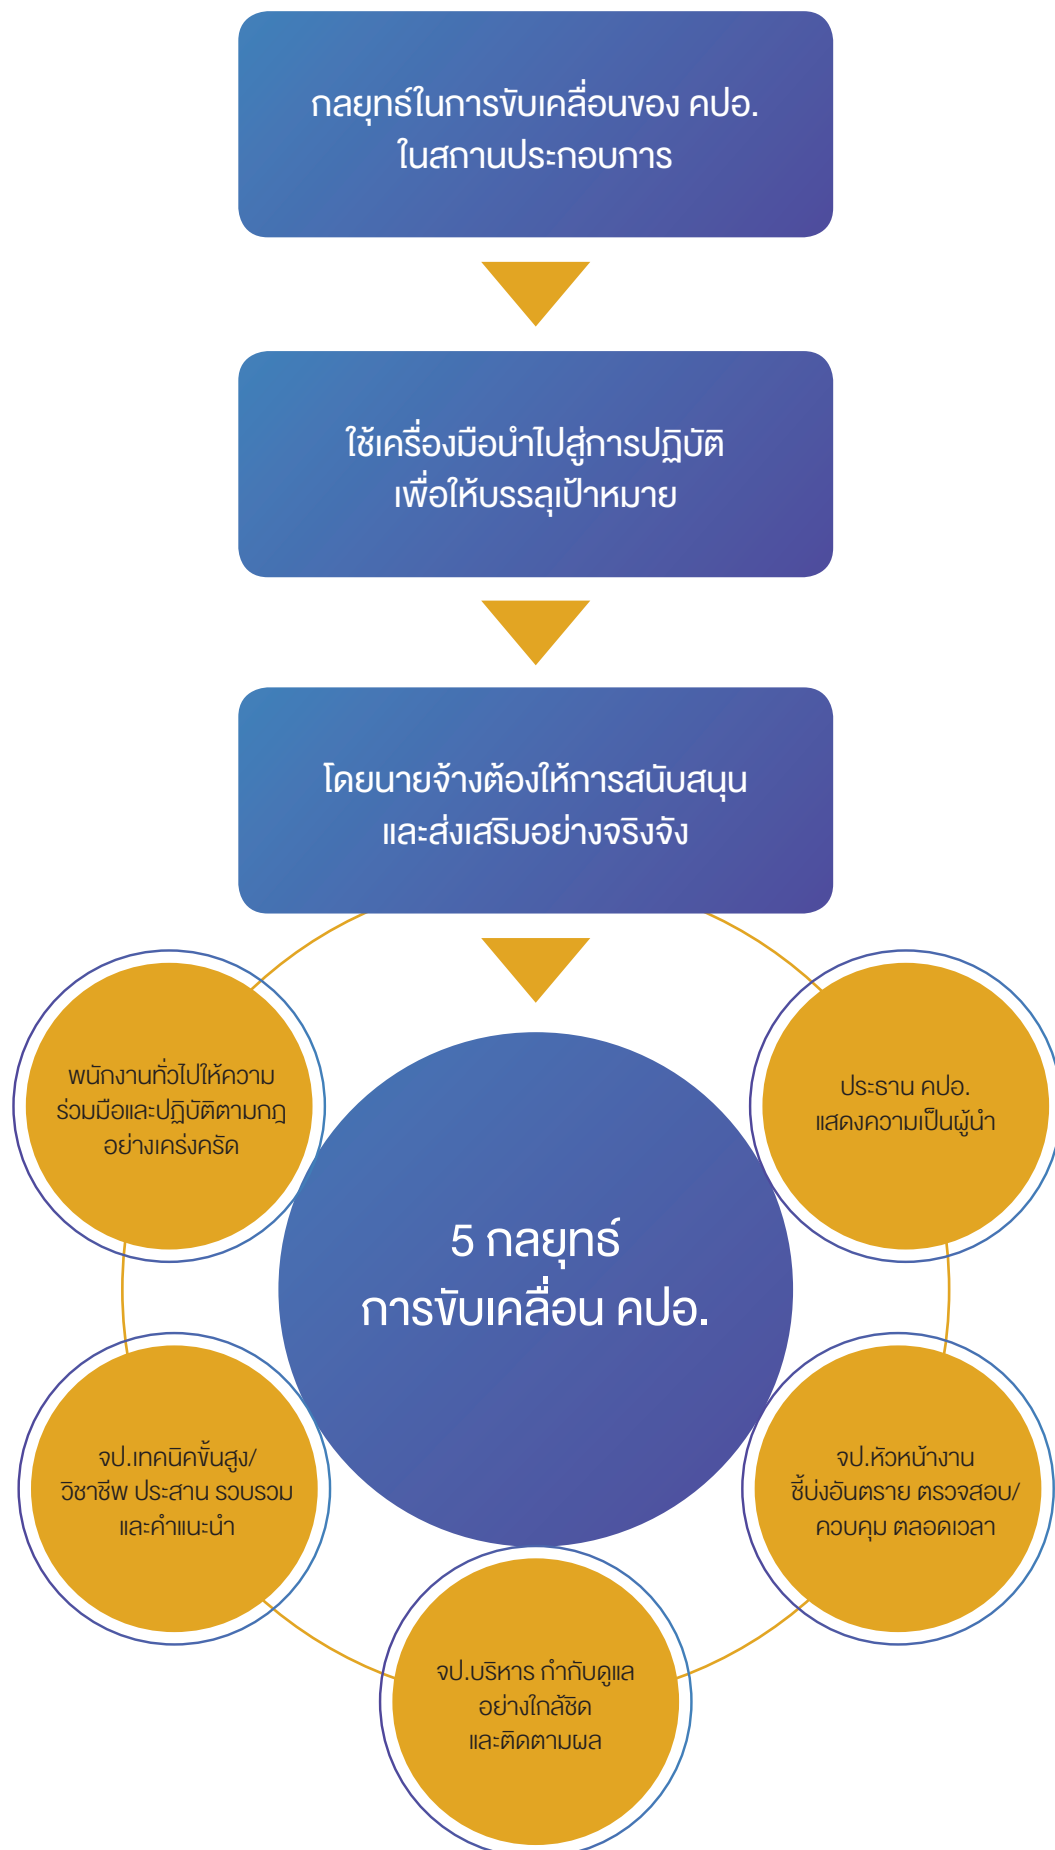 กลยุทธ์ในการขับเคลื่อนของ คปอ.
ในสถานประกอบการ
ใช้เครื่องมือนำไปสู่การปฏิบัติ
เพื่อให้บรรลุเป้าหมาย
โดยนายจ้างต้องให้การสนับสนุน
และส่งเสริมอย่างจริงจัง
5 กลยุทธ์
การขับเคลื่อน คปอ.
ประธาน คปอ.
แสดงความเป็นผู้นำ
จป.หัวหน้างาน
ชี้บ่งอันตราย ตรวจสอบ/
ควบคุม ตลอดเวลา
จป.บริหาร กำกับดูแล
อย่างใกล้ชิด
และติดตามผล
จป.เทคนิคขั้นสูง/
วิชาชีพ ประสาน รวบรวม
และคำแนะนำ
พนักงานทั่วไปให้ความ
ร่วมมือและปฏิบัติตามกฎ
อย่างเคร่งครัด